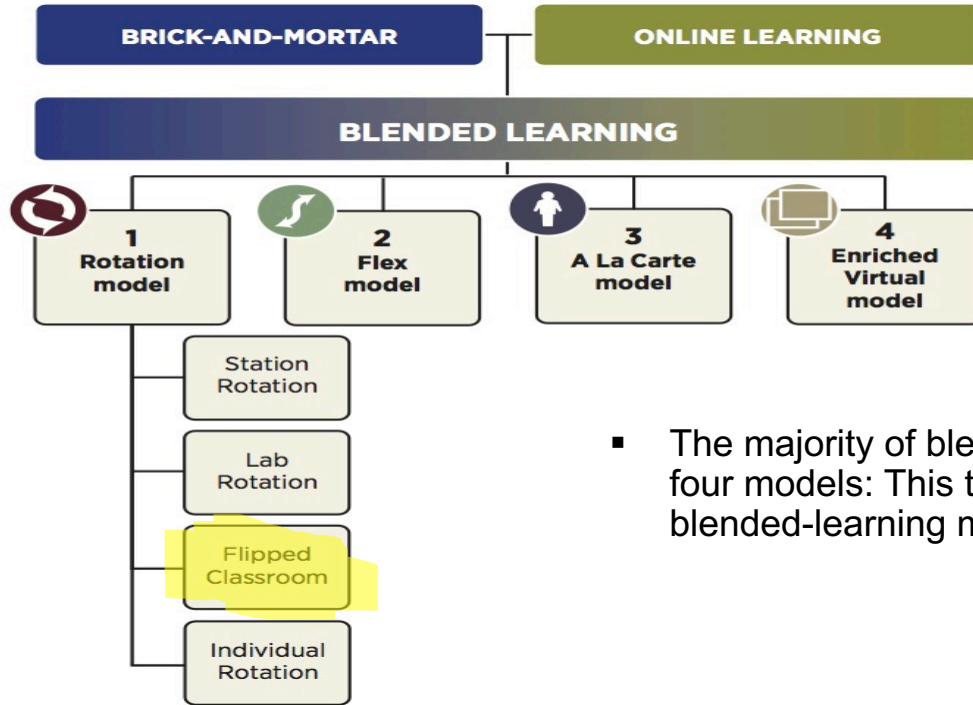 BRICK-AND-MORTAR
ONLINE LEARNING
BLENDED LEARNING
1
Rotation
model
2
Flex
model
3
A La Carte
model
4
Enriched
Virtual
model
Station
Rotation
Lab
Rotation
Flipped
Classroom
Individual
Rotation
▪ The majority of
four models: This
blended-learning